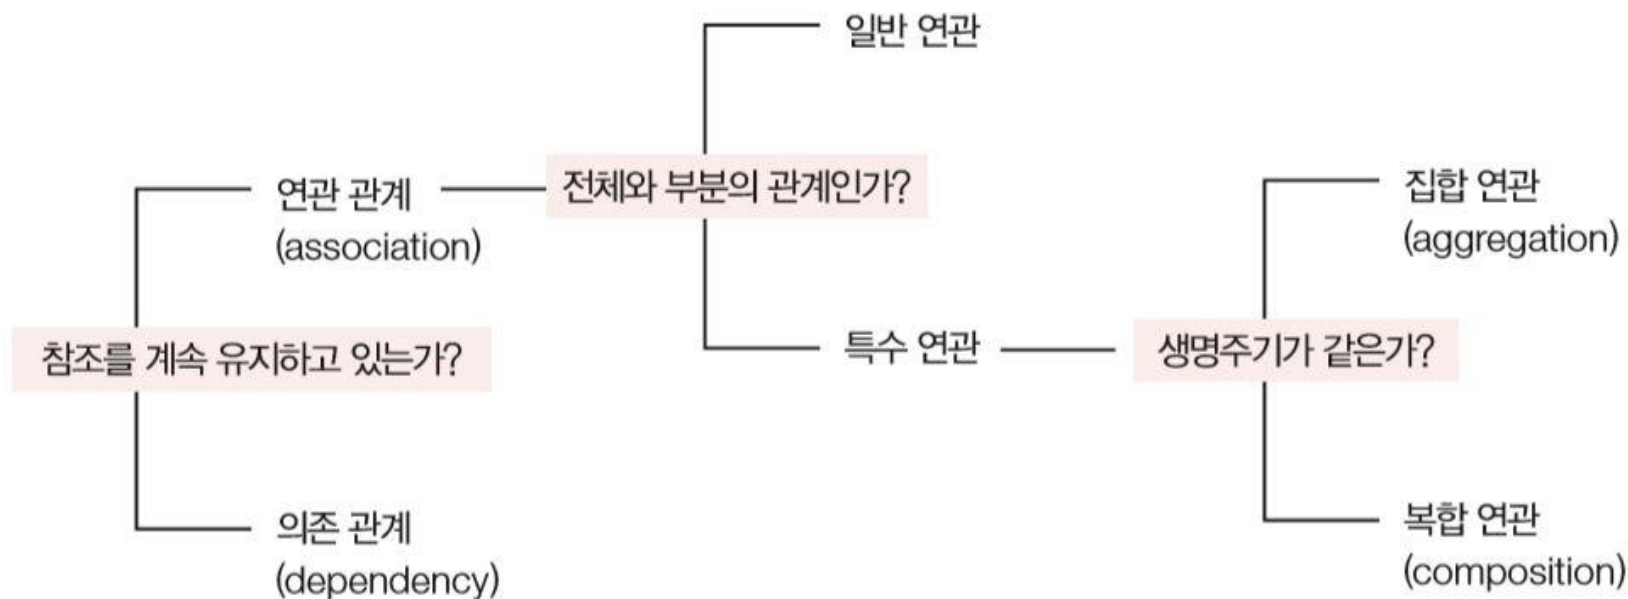 일반 연관
연관 관계
(association)
전체와 부분의 관계인가?
집합 연관
(aggregation)
참조를 계속 유지하고 있는가?
특수 연관
생명주기가 같은가?
의존 관계
(dependency)
복합 연관
(composition)